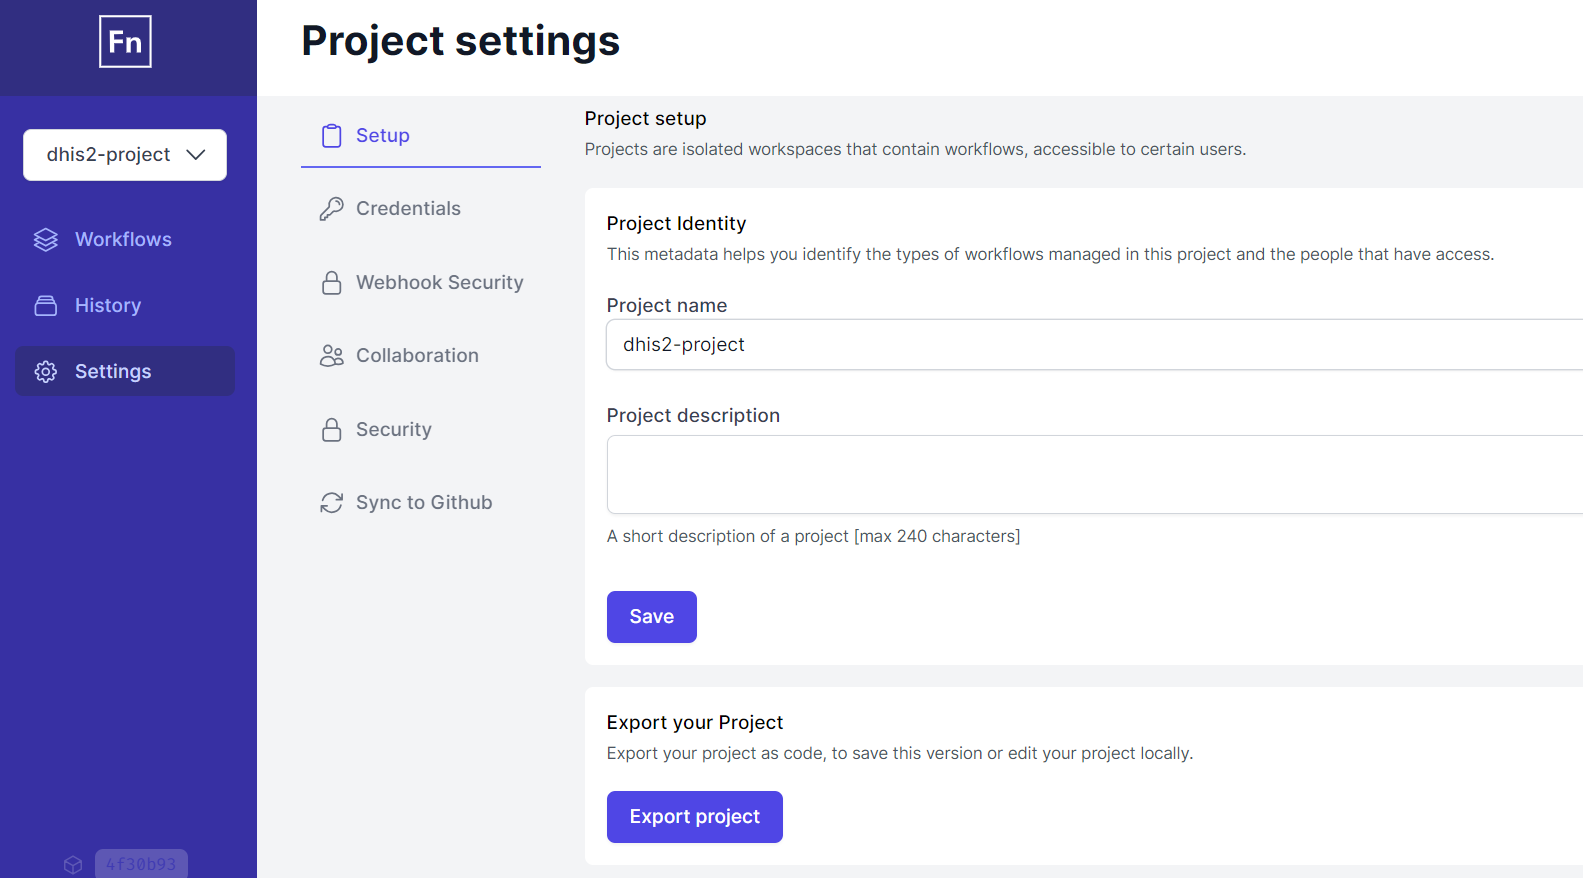 Fn
Project settings
dhis2-project
Workflows
History
Settings
4f30b93
Setup
Credentials
Webhook Security
Collaboration
Security
Sync to Github
Project setup
Projects are isolated workspaces that contain workflows, accessible to certain users.
Project Identity
This metadata helps you identify the types of workflows managed in this project and the people that have access.
Project name
dhis2-project
Project description
A short description of a project [max 240 characters]
Save
Export your Project
Export your project as code, to save this version or edit your project locally.
Export project